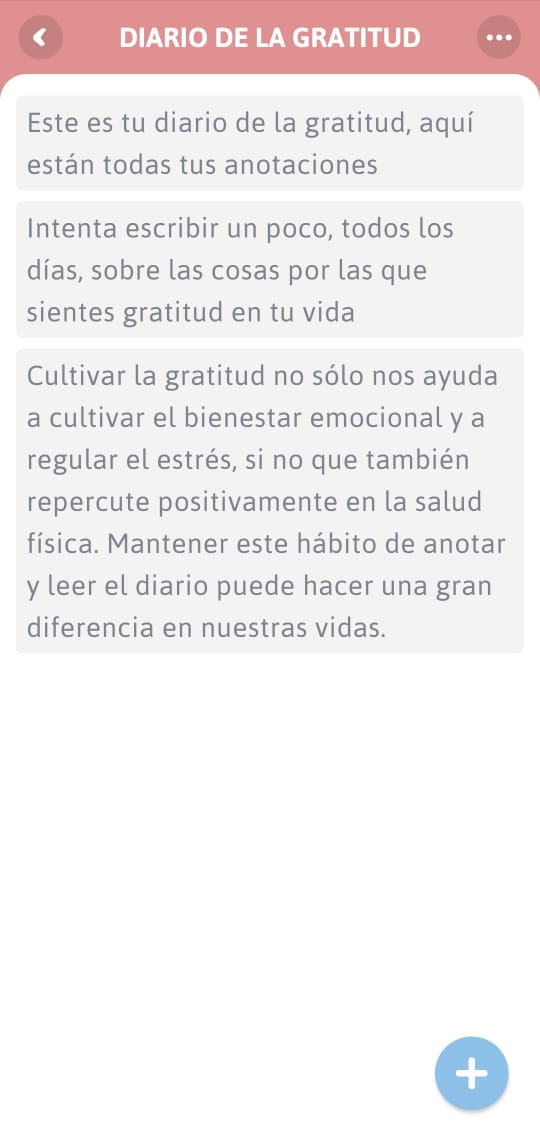 DIARIO DE LA GRATITUD
Este es tu diario de la gratitud, aquí
están todas tus anotaciones
Intenta escribir un poco, todos los
días, sobre las cosas por las que
sientes gratitud en tu vida
Cultivar la gratitud no sólo nos ayuda
a cultivar el bienestar emocional y a
regular el estrés, si no que también
repercute positivamente en la salud
física. Mantener este hábito de anotar
y leer el diario puede hacer una gran
diferencia en nuestras vidas.